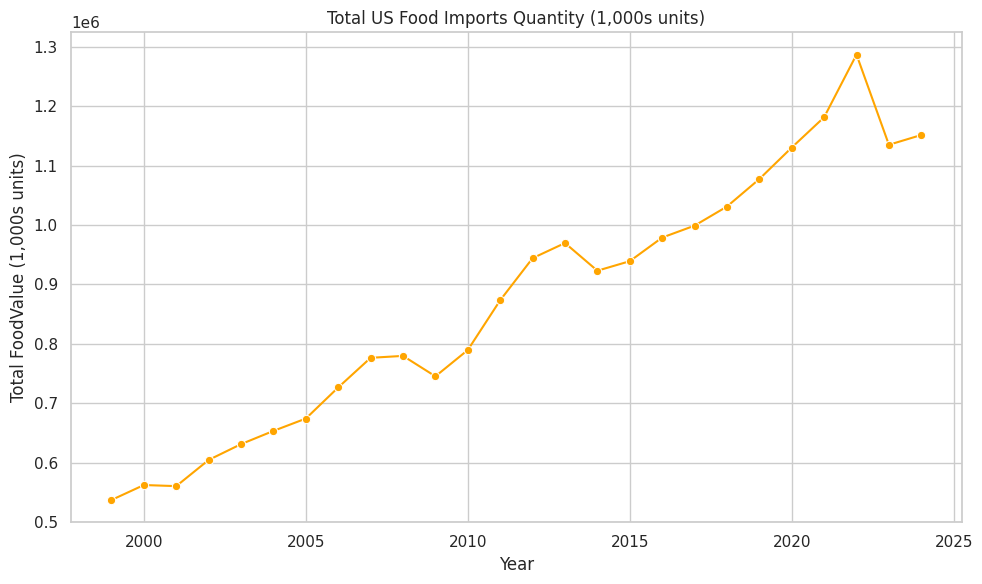 Total US Food Imports Quantity (1,000s units)
1e6
1.3
1.2
1.1
1.0
0.9
0.8
0.7
0.6
0.5
Total FoodValue (1,000s units)
2000 2005 2010 2015 2020 2025
Year